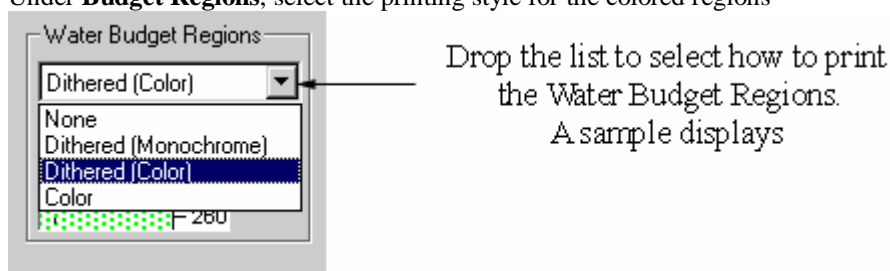 Under Budget Regions, select the printing style for the colored regions
Water Budget Regions
Dithered (Color)
None
Dithered (Monochrome)
Dithered (Color)
Color
260
Drop the list to select how to print
the Water Budget Regions.
A sample displays